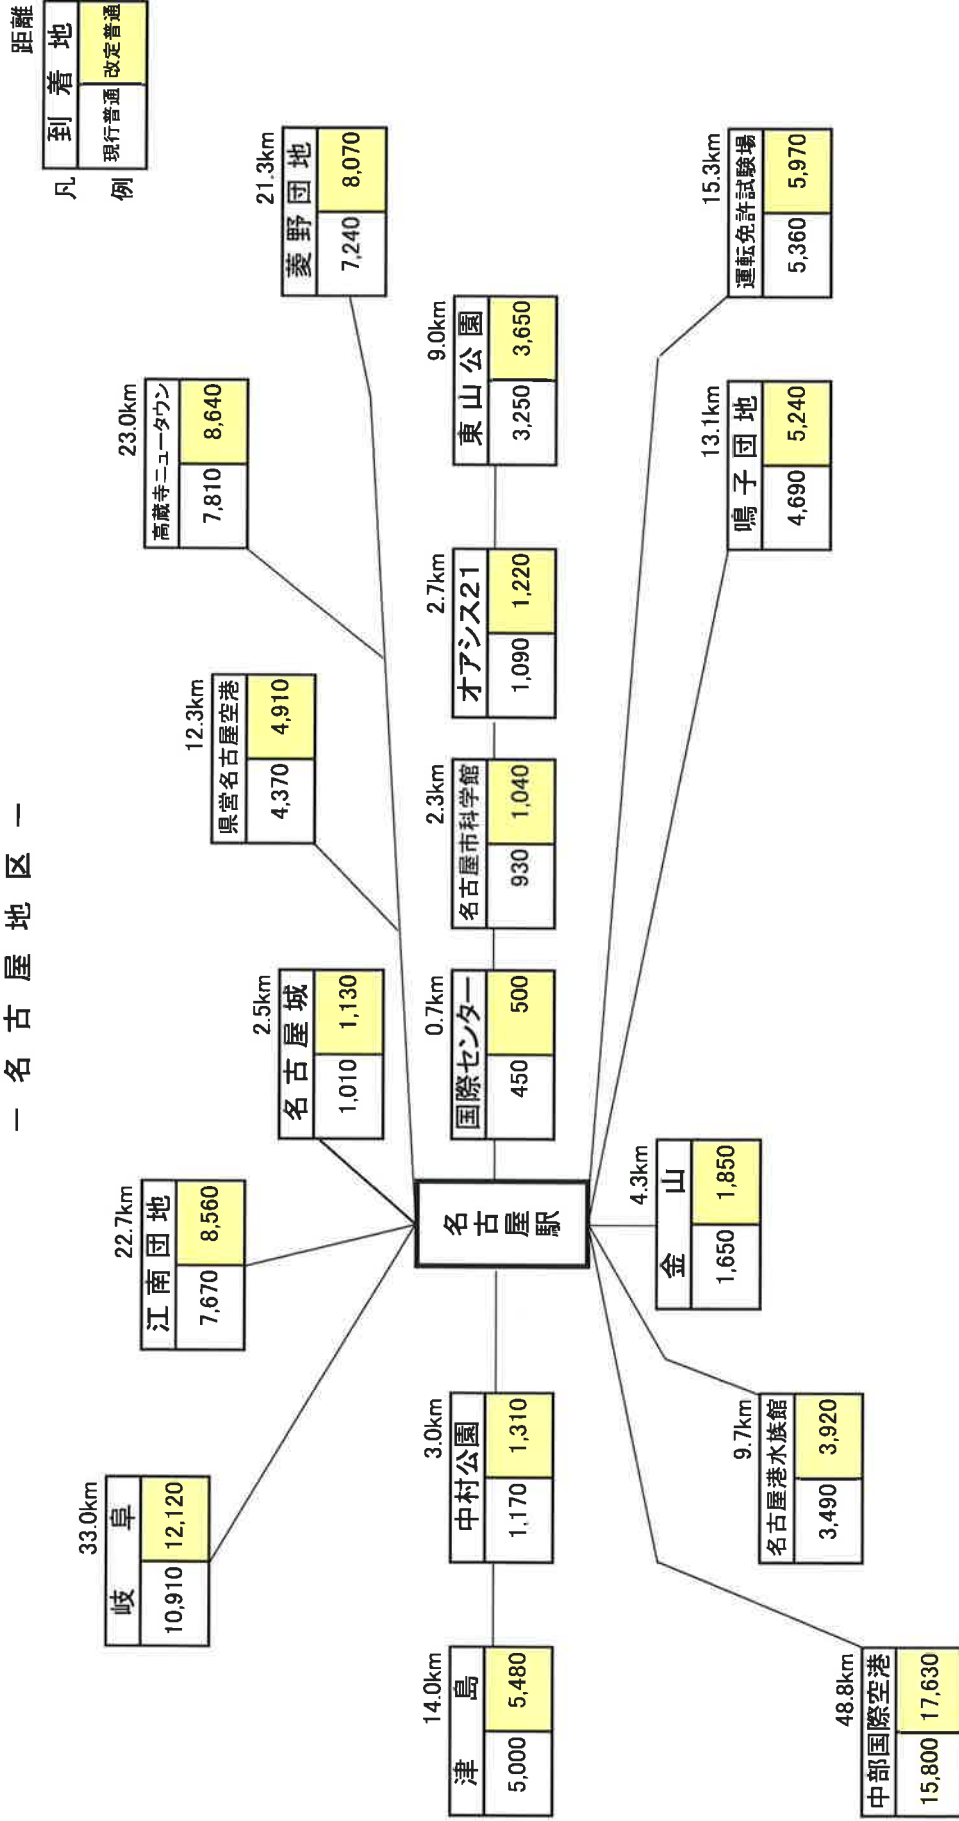 ー 名 古 屋 地 区 ー
凡
例
距離
到 着 地
現行普通 改定普通
33.0km
岐 阜
10,910 12,120
22.7km
江 南 団 地
7,670 8,560
2.5km
名 古 屋 城
1,010 1,130
12.3km
県営名古屋空港
4,370 4,910
23.0km
高蔵寺ニュータウン
7,810 8,640
21.3km
菱 野 団 地
7,240 8,070
14.0km
津 島
5,000 5,480
3.0km
中村公園
1,170 1,310
名
古
屋
駅
0.7km
国際センター
450 500
2.3km
名古屋市科学館
930 1,040
2.7km
オアシス21
1,090 1,220
9.0km
東 山 公 園
3,250 3,650
48.8km
中部国際空港
15,800 17,630
9.7km
名古屋港水族館
3,490 3,920
4.3km
金 山
1,650 1,850
13.1km
鳴 子 団 地
4,690 5,240
15.3km
運転免許試験場
5,360 5,970